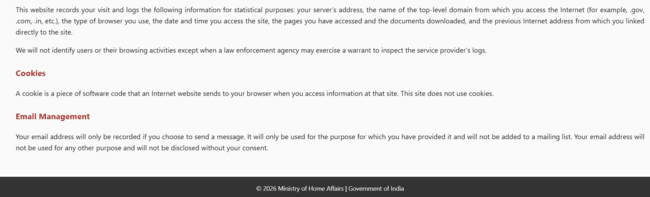 This website records your visit and logs the following information for statistical purposes: your server's address, the name of the top-level domain from which you access the Internet (for example, .gov,
.com, .in, etc.), the type of browser you use, the date and time you access the site, the pages you have accessed and the documents downloaded, and the previous Internet address from which you linked
directly to the site.
We will not identify users or their browsing activities except when a law enforcement agency may exercise a warrant to inspect the service provider's logs.
Cookies
A cookie is a piece of software code that an Internet website sends to your browser when you access information at that site. This site does not use cookies.
Email Management
Your email address will only be recorded if you choose to send a message. It will only be used for the purpose for which you have provided it and will not be added to a mailing list. Your email address will
not be used for any other purpose and will not be disclosed without your consent.
© 2026 Ministry of Home Affairs | Government of India